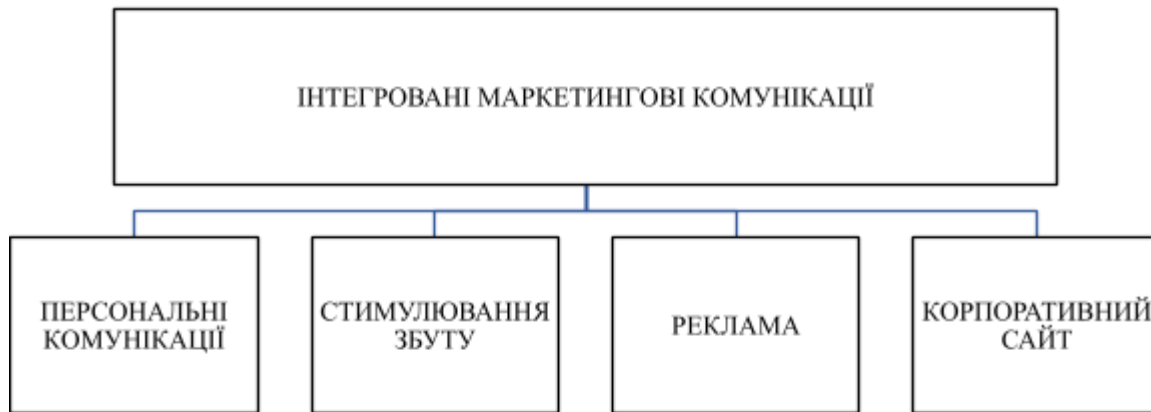 ІНТЕГРОВАНІ МАРКЕТИНГОВІ КОМУНІКАЦІЇ
ПЕРСОНАЛЬНІ
КОМУНІКАЦІЇ
СТИМУЛЮВАННЯ
ЗБУТУ
РЕКЛАМА
КОРПОРАТИВНИЙ
САЙТ